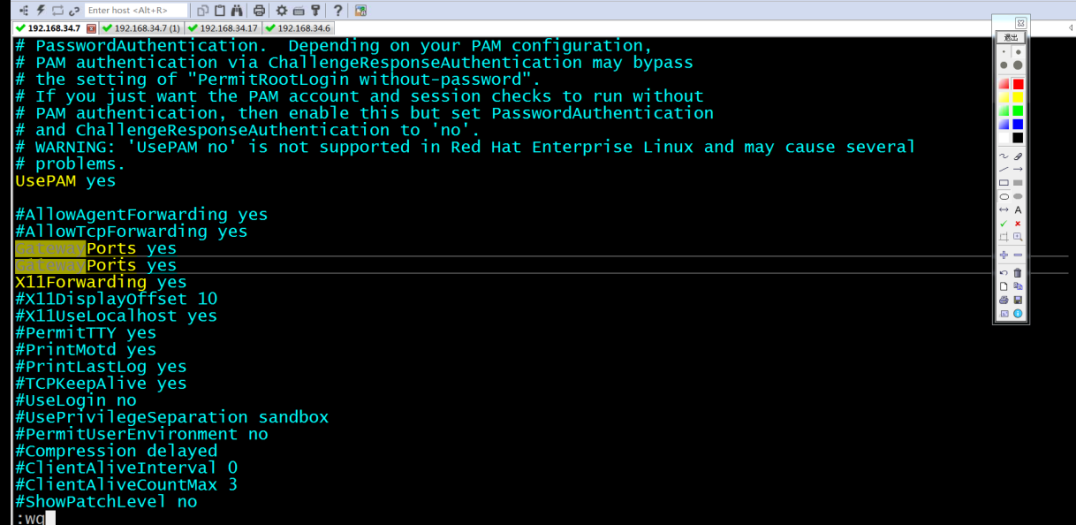 Enter host <Alt+R>
192.168.34.7 192.168.34.7 (1) 192.168.34.17 192.168.34.6
退出
# PasswordAuthentication.  Depending on your PAM configuration,
# PAM authentication via ChallengeResponseAuthentication may bypass
# the setting of "PermitRootLogin without-password".
# If you just want the PAM account and session checks to run without
# PAM authentication, then enable this but set PasswordAuthentication
# and ChallengeResponseAuthentication to 'no'.
# WARNING: 'UsePAM no' is not supported in Red Hat Enterprise Linux and may cause several
# problems.
UsePAM yes
#AllowAgentForwarding yes
#AllowTcpForwarding yes
GatewayPorts yes
GatewayPorts yes
X11Forwarding yes
#X11DisplayOffset 10
#X11UseLocalhost yes
#PermitTTY yes
#PrintMotd yes
#PrintLastLog yes
#TCPKeepAlive yes
#UseLogin no
#UsePrivilegeSeparation sandbox
#PermitUserEnvironment no
#Compression delayed
#ClientAliveInterval 0
#ClientAliveCountMax 3
#ShowPatchLevel no
:wq